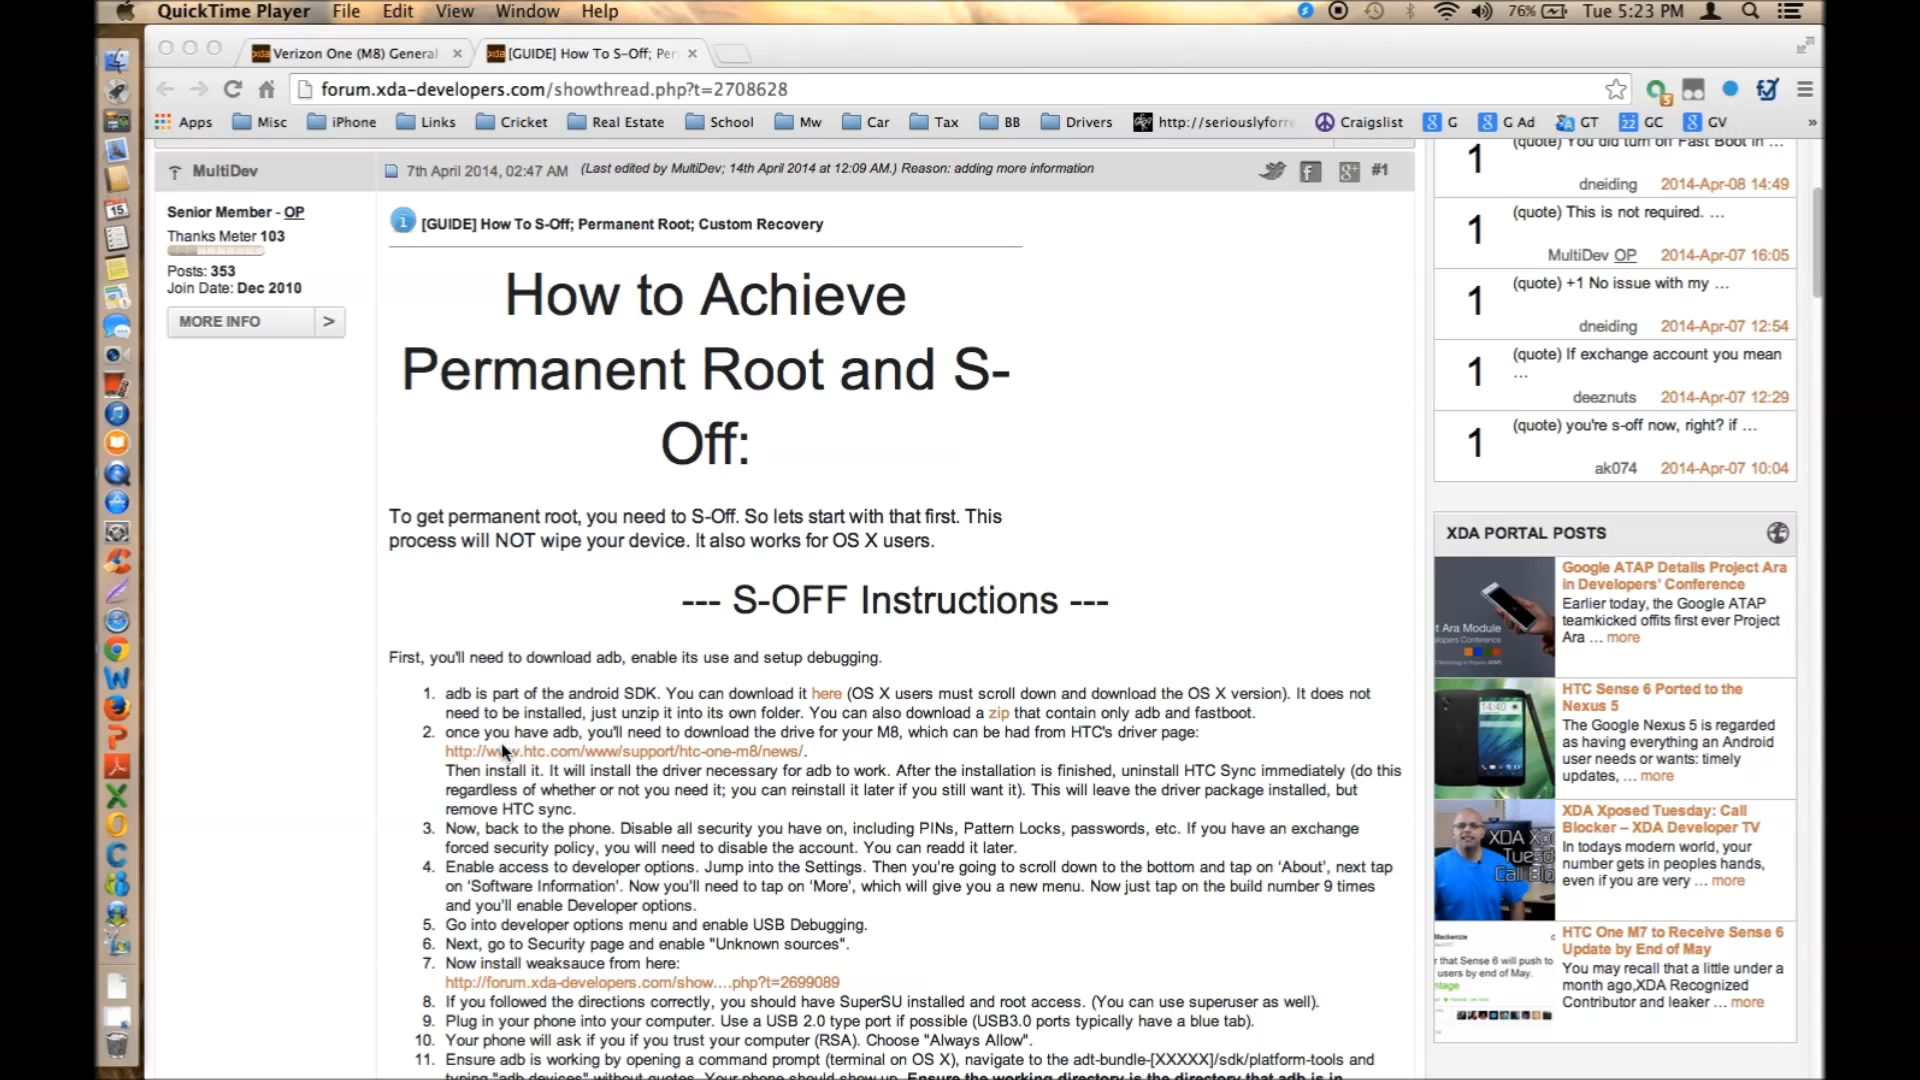 QuickTime Player File Edit View Window Help 76% Tue 5:23 PM
Verizon One (M8) General [GUIDE] How To S-Off; Per
forum.xda-developers.com/showthread.php?t=2708628
Apps Misc iPhone Links Cricket Real Estate School Mw Car Tax BB Drivers http://seriouslyforre Craigslist G G Ad GT GC GV »
MultiDev 7th April 2014, 02:47 AM (Last edited by MultiDev; 14th April 2014 at 12:09 AM.) Reason: adding more information #1
Senior Member - OP
Thanks Meter 103
Posts: 353
Join Date: Dec 2010
MORE INFO >
[GUIDE] How To S-Off; Permanent Root; Custom Recovery
How to Achieve
Permanent Root and S-
Off:
To get permanent root, you need to S-Off. So lets start with that first. This
process will NOT wipe your device. It also works for OS X users.
--- S-OFF Instructions ---
First, you'll need to download adb, enable its use and setup debugging.
1. adb is part of the android SDK. You can download it here (OS X users must scroll down and download the OS X version). It does not
need to be installed, just unzip it into its own folder. You can also download a zip that contain only adb and fastboot.
2. once you have adb, you'll need to download the drive for your M8, which can be had from HTC's driver page:
http://www.htc.com/www/support/htc-one-m8/news/.
Then install it. It will install the driver necessary for adb to work. After the installation is finished, uninstall HTC Sync immediately (do this
regardless of whether or not you need it; you can reinstall it later if you still want it). This will leave the driver package installed, but
remove HTC sync.
3. Now, back to the phone. Disable all security you have on, including PINs, Pattern Locks, passwords, etc. If you have an exchange
forced security policy, you will need to disable the account. You can readd it later.
4. Enable access to developer options. Jump into the Settings. Then you're going to scroll down to the bottom and tap on 'About', next tap
on 'Software Information'. Now you'll need to tap on 'More', which will give you a new menu. Now just tap on the build number 9 times
and you'll enable Developer options.
5. Go into developer options menu and enable USB Debugging.
6. Next, go to Security page and enable "Unknown sources".
7. Now install weaksauce from here:
http://forum.xda-developers.com/show....php?t=2699089
8. If you followed the directions correctly, you should have SuperSU installed and root access. (You can use superuser as well).
9. Plug in your phone into your computer. Use a USB 2.0 type port if possible (USB3.0 ports typically have a blue tab).
10. Your phone will ask if you if you trust your computer (RSA). Choose "Always Allow".
11. Ensure adb is working by opening a command prompt (terminal on OS X), navigate to the adt-bundle-[XXXXX]/sdk/platform-tools and
typing "adb devices" without quotes. Your phone should show up. Ensure the working directory is the directory that adb is in
1 (quote) You did turn off Fast Boot in ...
dneiding 2014-Apr-08 14:49
1 (quote) This is not required. ...
MultiDev OP 2014-Apr-07 16:05
1 (quote) +1 No issue with my ...
dneiding 2014-Apr-07 12:54
1 (quote) If exchange account you mean
...
deeznuts 2014-Apr-07 12:29
1 (quote) you're s-off now, right? if ...
ak074 2014-Apr-07 10:04
XDA PORTAL POSTS
Google ATAP Details Project Ara
in Developers' Conference
Earlier today, the Google ATAP
teamkicked offits first ever Project
Ara ... more
HTC Sense 6 Ported to the
Nexus 5
The Google Nexus 5 is regarded
as having everything an Android
user needs or wants: timely
updates, ... more
XDA Xposed Tuesday: Call
Blocker – XDA Developer TV
In todays modern world, your
number gets in peoples hands,
even if you are very ... more
HTC One M7 to Receive Sense 6
Update by End of May
You may recall that a little under a
month ago,XDA Recognized
Contributor and leaker ... more